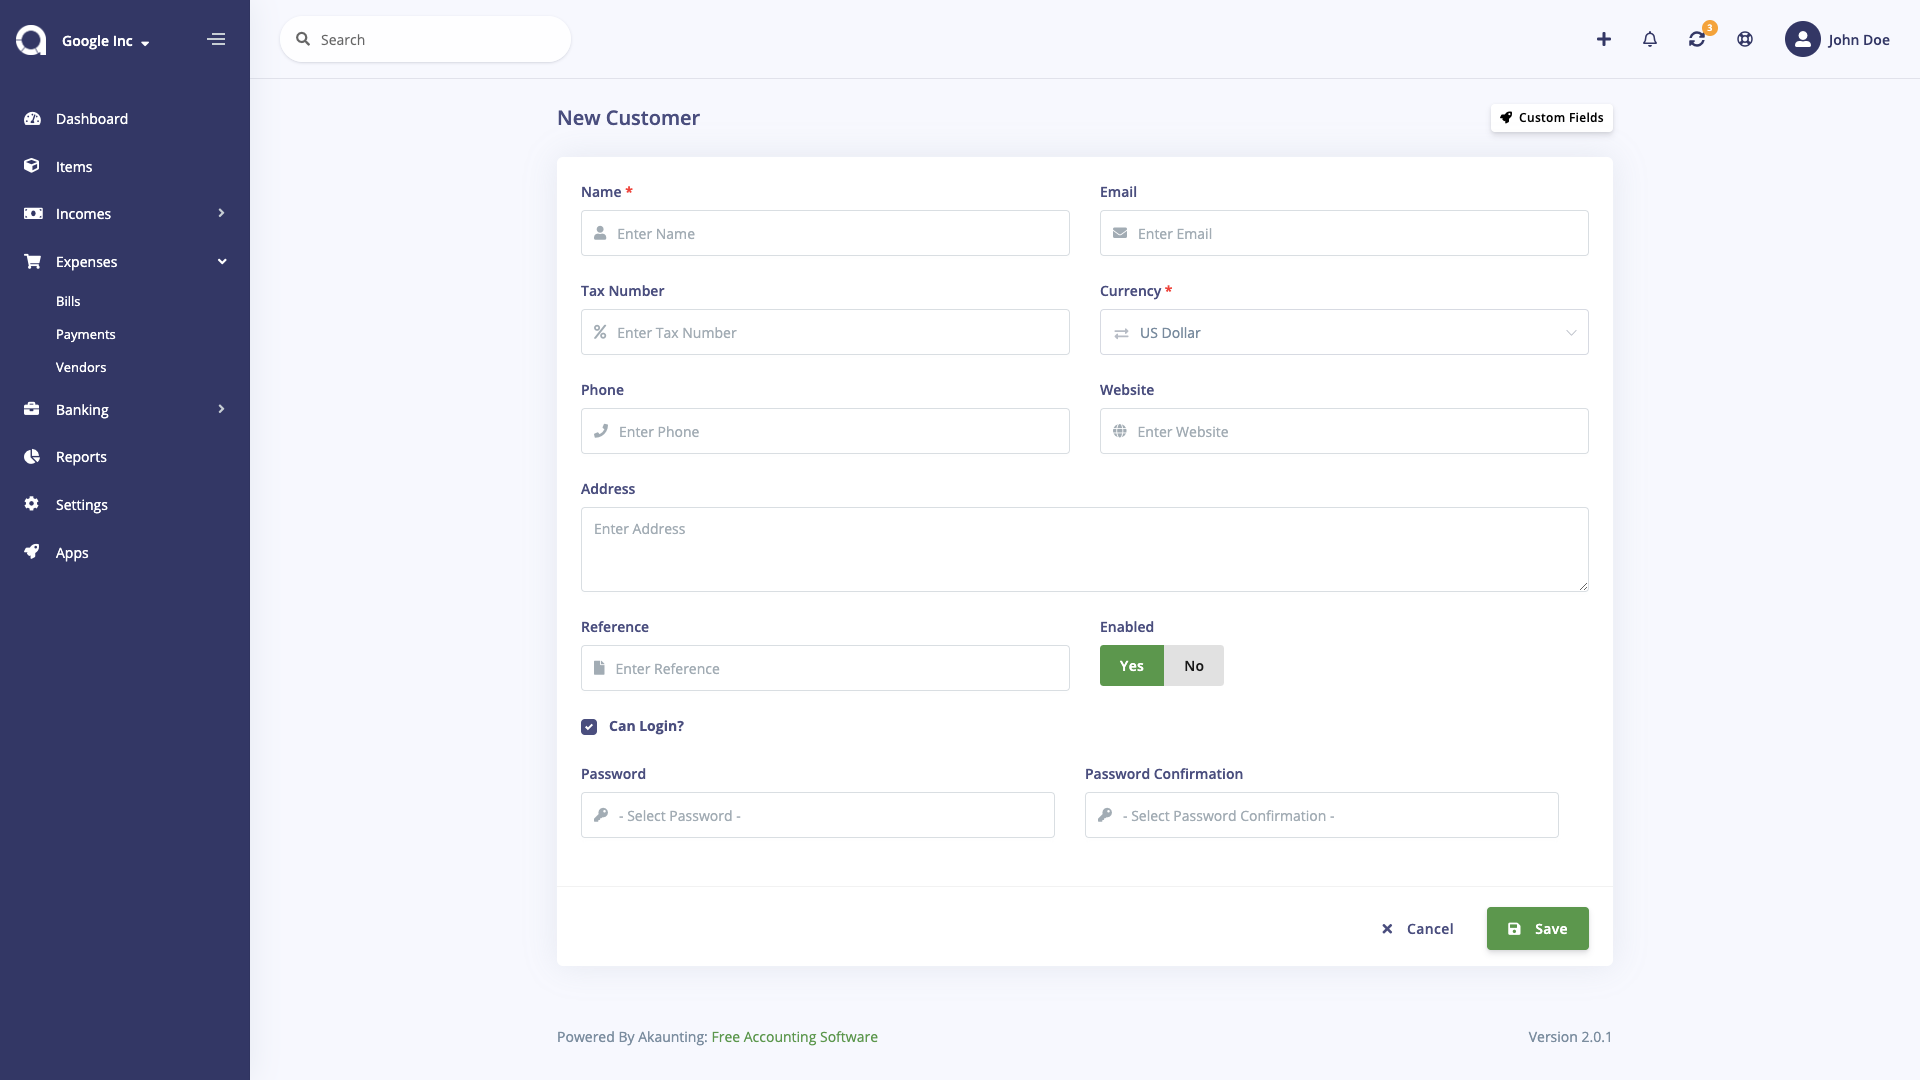 Google Inc
Search
3
John Doe
Dashboard
Items
Incomes
Expenses
Bills
Payments
Vendors
Banking
Reports
Settings
Apps
New Customer
Custom Fields
Name *
Email
Enter Name
Enter Email
Tax Number
Currency *
Enter Tax Number
US Dollar
Phone
Website
Enter Phone
Enter Website
Address
Enter Address
Reference
Enabled
Enter Reference
Yes
No
Can Login?
Password
Password Confirmation
- Select Password -
- Select Password Confirmation -
Cancel
Save
Powered By Akaunting: Free Accounting Software
Version 2.0.1